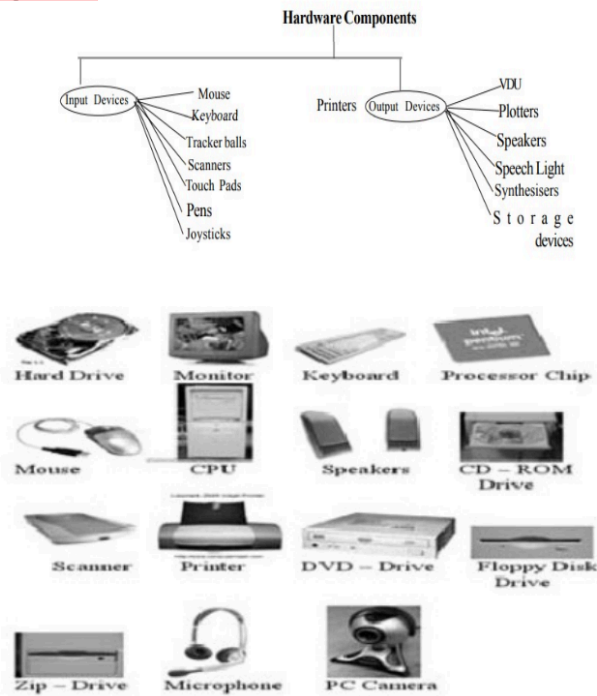 Hardware Components
Input Devices
Mouse
Keyboard
Tracker balls
Scanners
Touch Pads
Pens
Joysticks
Printers
Output Devices
VDU
Plotters
Speakers
Speech Light
Synthesisers
Storage
devices
Hard Drive
Monitor
Keyboard
Processor Chip
intel
pentium
Mouse
CPU
Speakers
CD – ROM
Drive
Scanner
Printer
DVD – Drive
Floppy Disk
Drive
Zip – Drive
Microphone
PC Camera